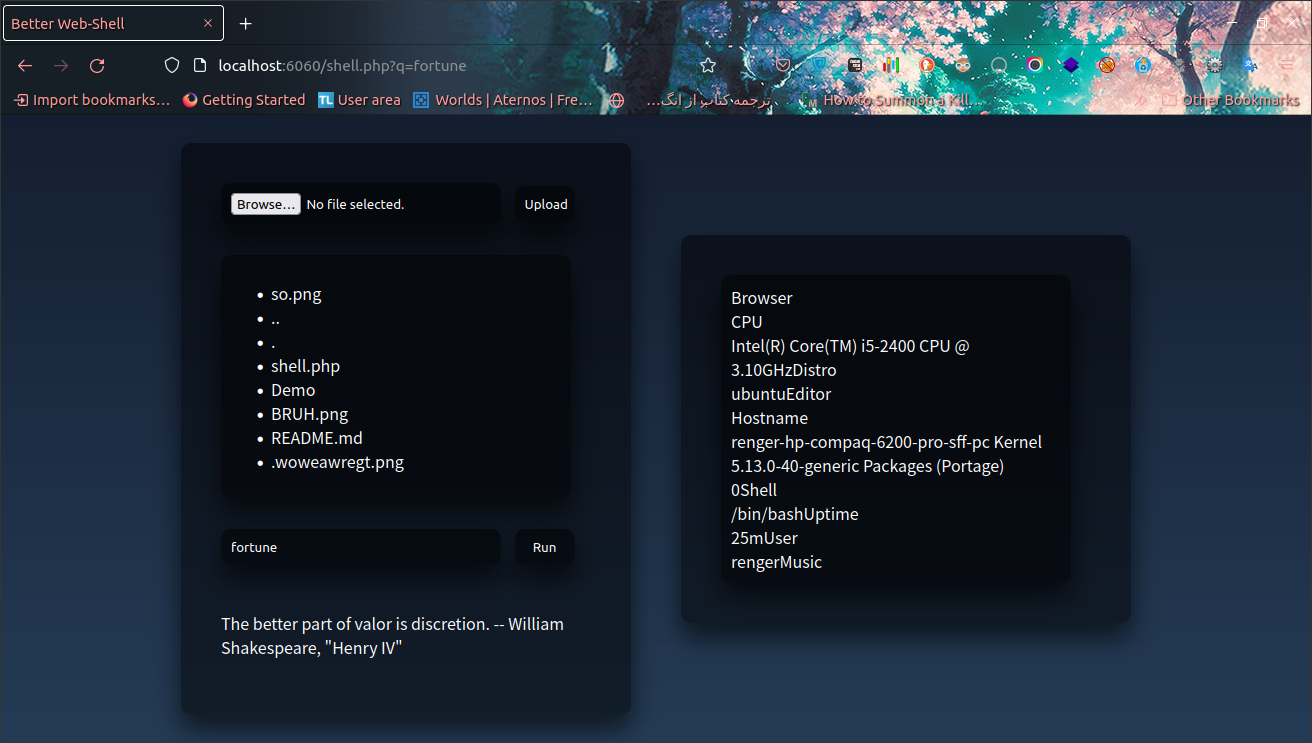 Better Web-Shell
localhost:6060/shell.php?q=fortune
Import bookmarks… Getting Started TL User area Worlds | Aternos | Fre… ترجمه کتاب از انگ… How to Summon a Kill… Other Bookmarks
Browse… No file selected. Upload
so.png
..
.
shell.php
Demo
BRUH.png
README.md
.woweawregt.png
fortune Run
The better part of valor is discretion. -- William
Shakespeare, "Henry IV"
Browser
CPU
Intel(R) Core(TM) i5-2400 CPU @
3.10GHzDistro
ubuntuEditor
Hostname
renger-hp-compaq-6200-pro-sff-pc Kernel
5.13.0-40-generic Packages (Portage)
0Shell
/bin/bashUptime
25mUser
rengerMusic